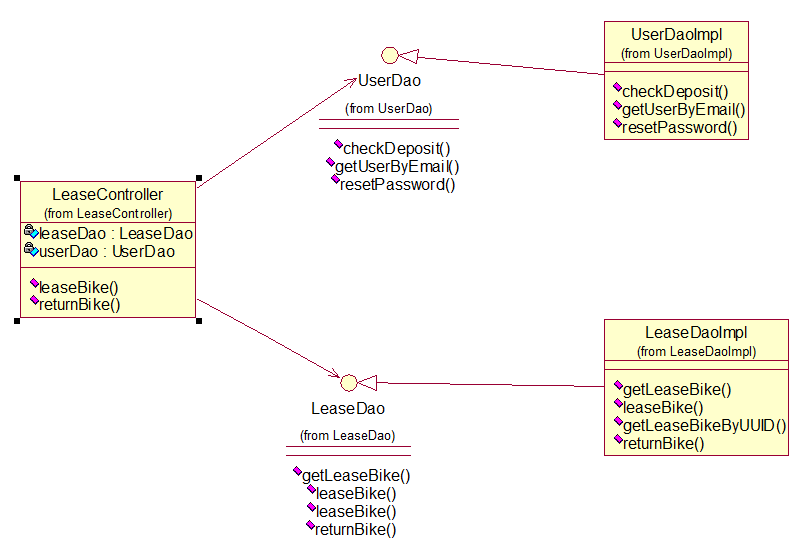 UserDaoImpl
(from UserDaoImpl)
checkDeposit()
getUserByEmail()
resetPassword()
UserDao
(from UserDao)
checkDeposit()
getUserByEmail()
resetPassword()
LeaseController
(from LeaseController)
leaseDao : LeaseDao
userDao : UserDao
leaseBike()
returnBike()
LeaseDaoImpl
(from LeaseDaoImpl)
getLeaseBike()
leaseBike()
getLeaseBikeByUUID()
returnBike()
LeaseDao
(from LeaseDao)
getLeaseBike()
leaseBike()
leaseBike()
returnBike()